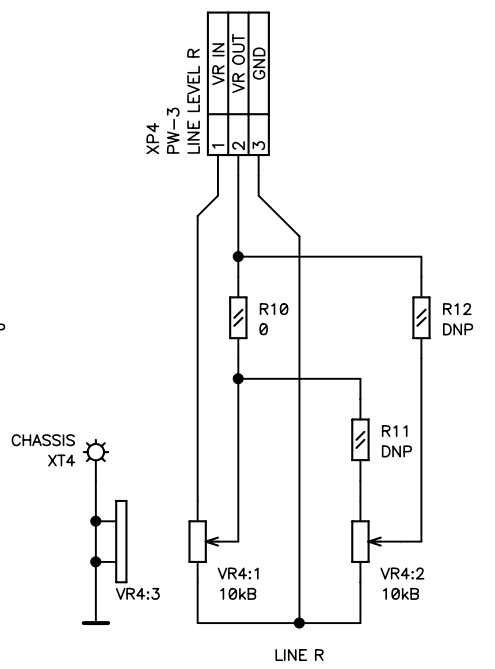 XP4
PW-3
LINE LEVEL R
VR IN
VR OUT
GND
1
2
3
R10
0
R12
DNP
P
R11
DNP
CHASSIS
XT4
VR4:3
VR4:1
10kB
VR4:2
10kB
LINE R